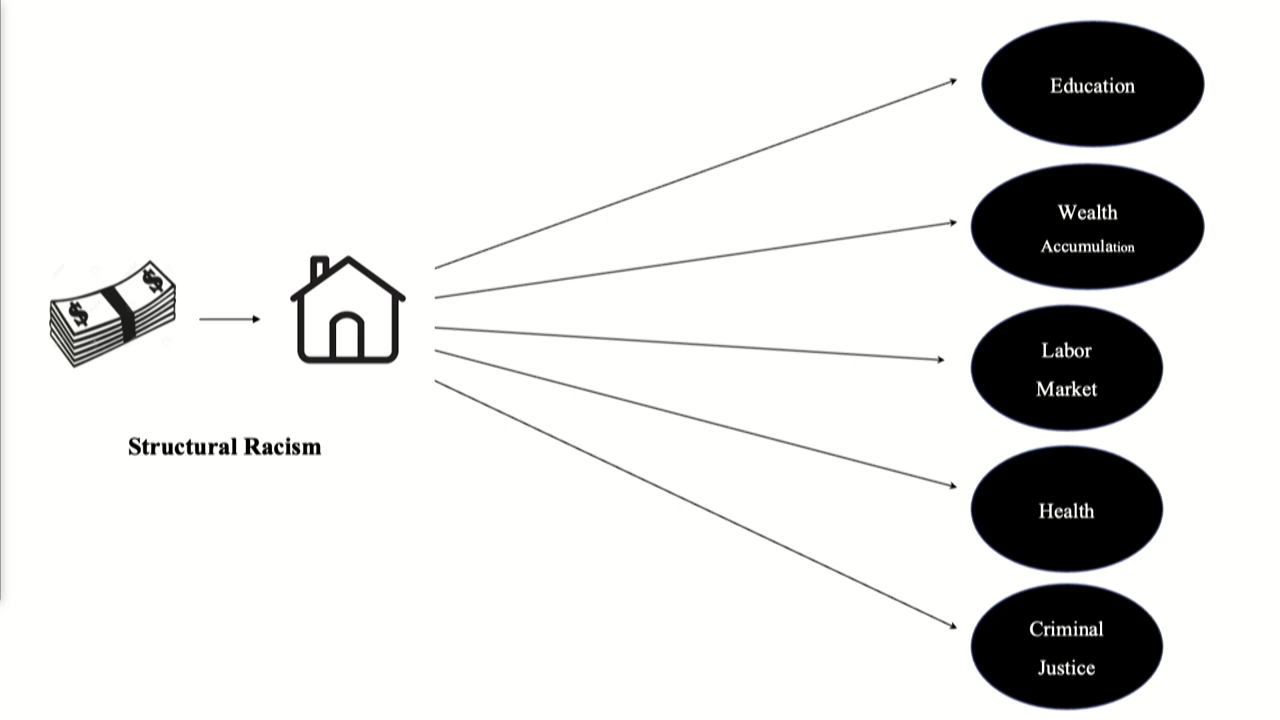 Education
Wealth
Accumulation
Labor
Market
Structural Racism
Health
Criminal
Justice